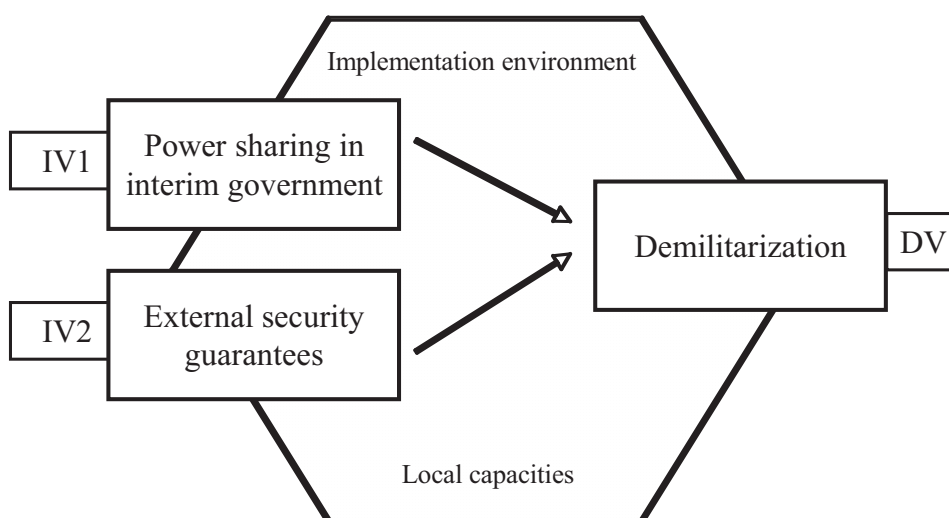 Implementation environment
IV1
Power sharing in
interim government
Demilitarization
DV
IV2
External security
guarantees
Local capacities